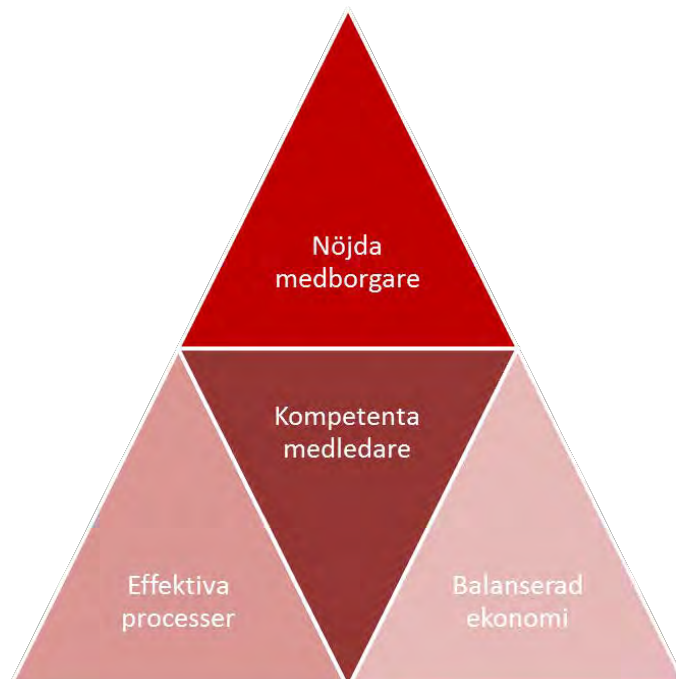 Nöjda
medborgare
Kompetenta
medledare
Effektiva
processer
Balanserad
ekonomi